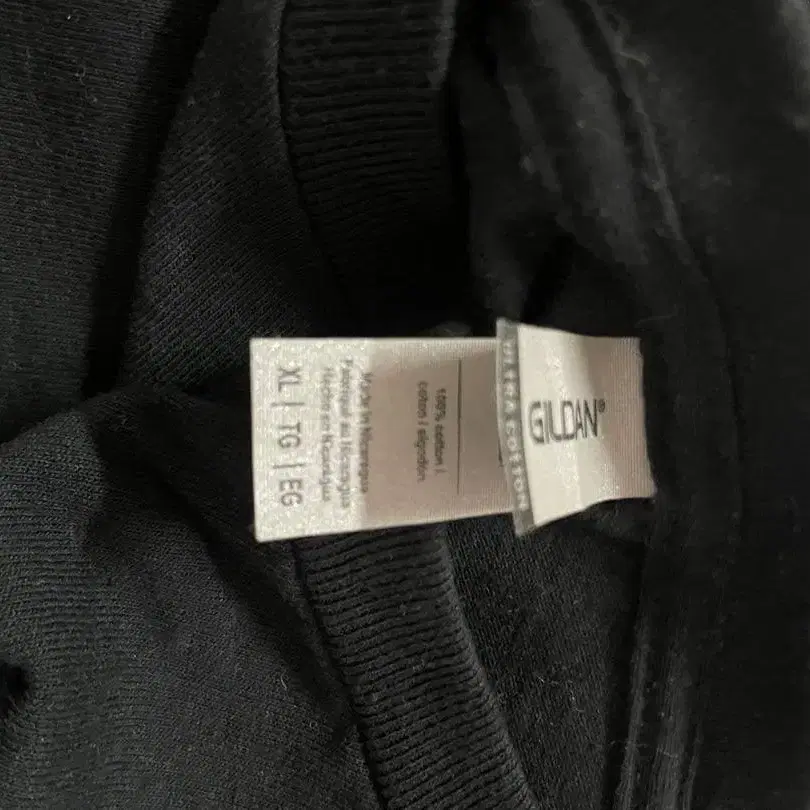 GILDAN®
ULTRA COTTON
100% cotton /
coton / algodón
Made in Nicaragua
Fabriqué au Nicaragua
Hecho en Nicaragua
XL | TG | EG